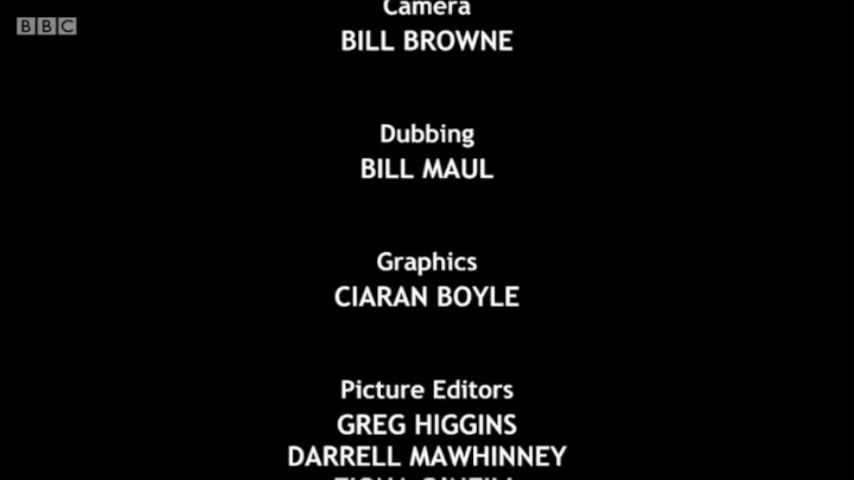 BBC
Camera
BILL BROWNE
Dubbing
BILL MAUL
Graphics
CIARAN BOYLE
Picture Editors
GREG HIGGINS
DARRELL MAWHINNEY